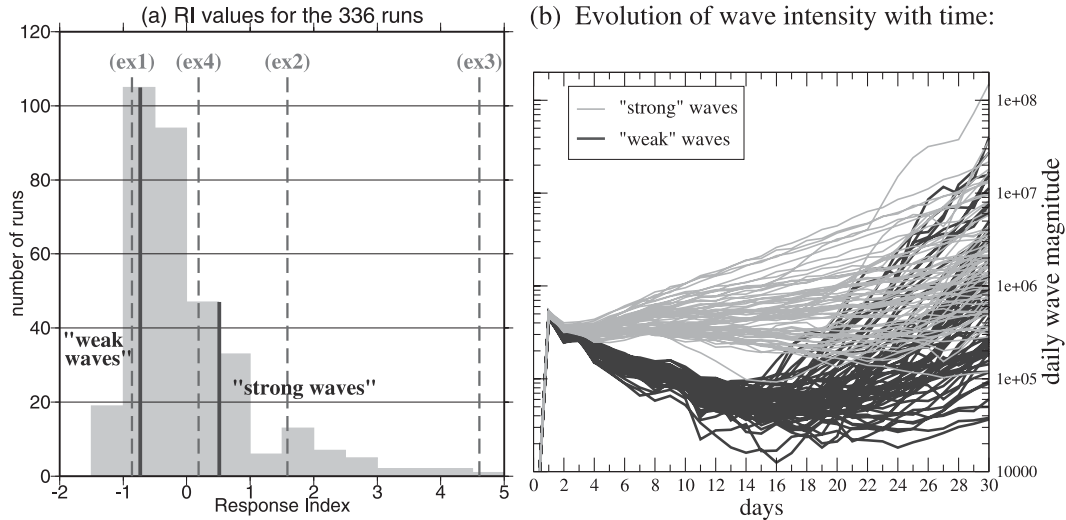 (a) RI values for the 336 runs
120
100
80
60
40
20
0
number of runs
(ex1) (ex4) (ex2) (ex3)
"weak
waves"
"strong waves"
-2 -1 0 1 2 3 4 5
Response Index
(b) Evolution of wave intensity with time:
"strong" waves
"weak" waves
1e+08
1e+07
1e+06
1e+05
10000
daily wave magnitude
0 2 4 6 8 10 12 14 16 18 20 22 24 26 28 30
days